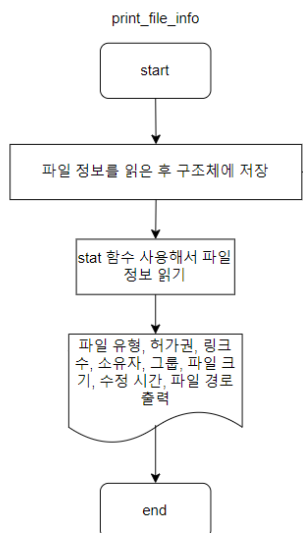 print_file_info
start
파일 정보를 읽은 후 구조체에 저장
stat 함수 사용해서 파일
정보 읽기
파일 유형, 허가권, 링크
수, 소유자, 그룹, 파일 크
기, 수정 시간, 파일 경로
출력
end